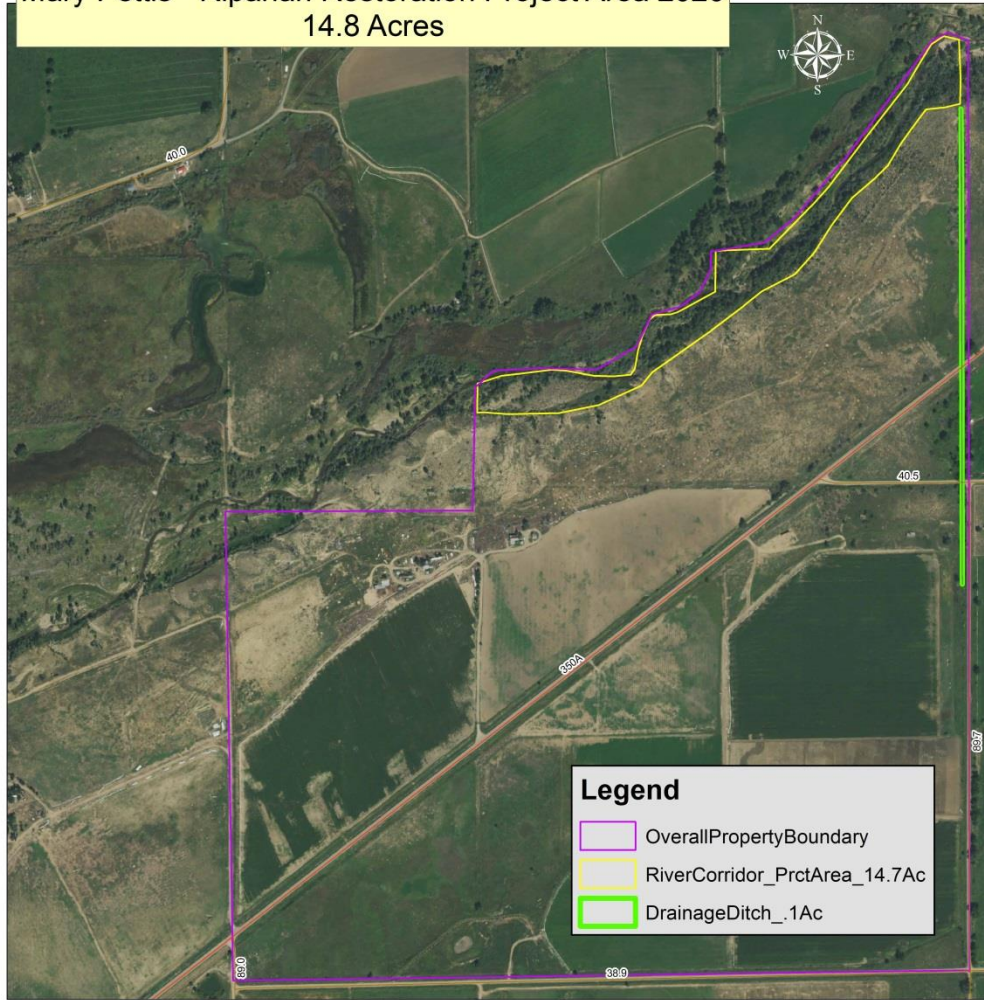 Mary - Riparian Restoration Project Area
14.8 Acres
N
W E
S
40.0
40.5
350A
89.7
Legend
OverallPropertyBoundary
RiverCorridor_PrctArea_14.7Ac
DrainageDitch_.1Ac
89.0
38.9